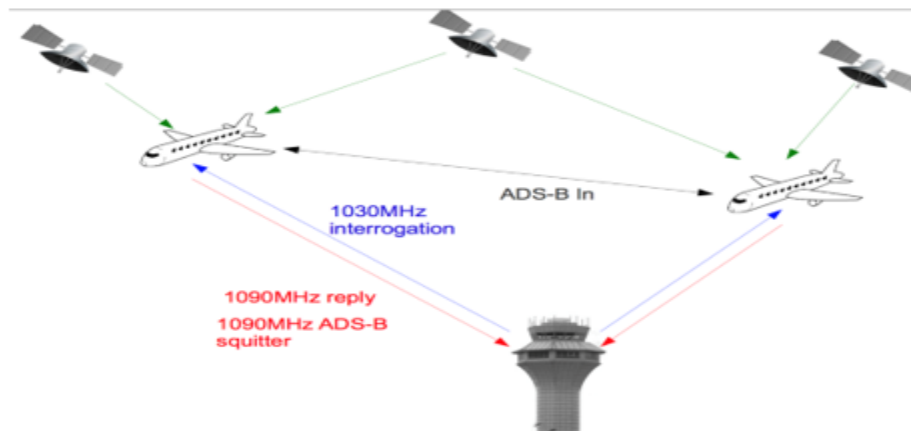 ADS-B In
1030MHz
interrogation
1090MHz reply
1090MHz ADS-B
squitter